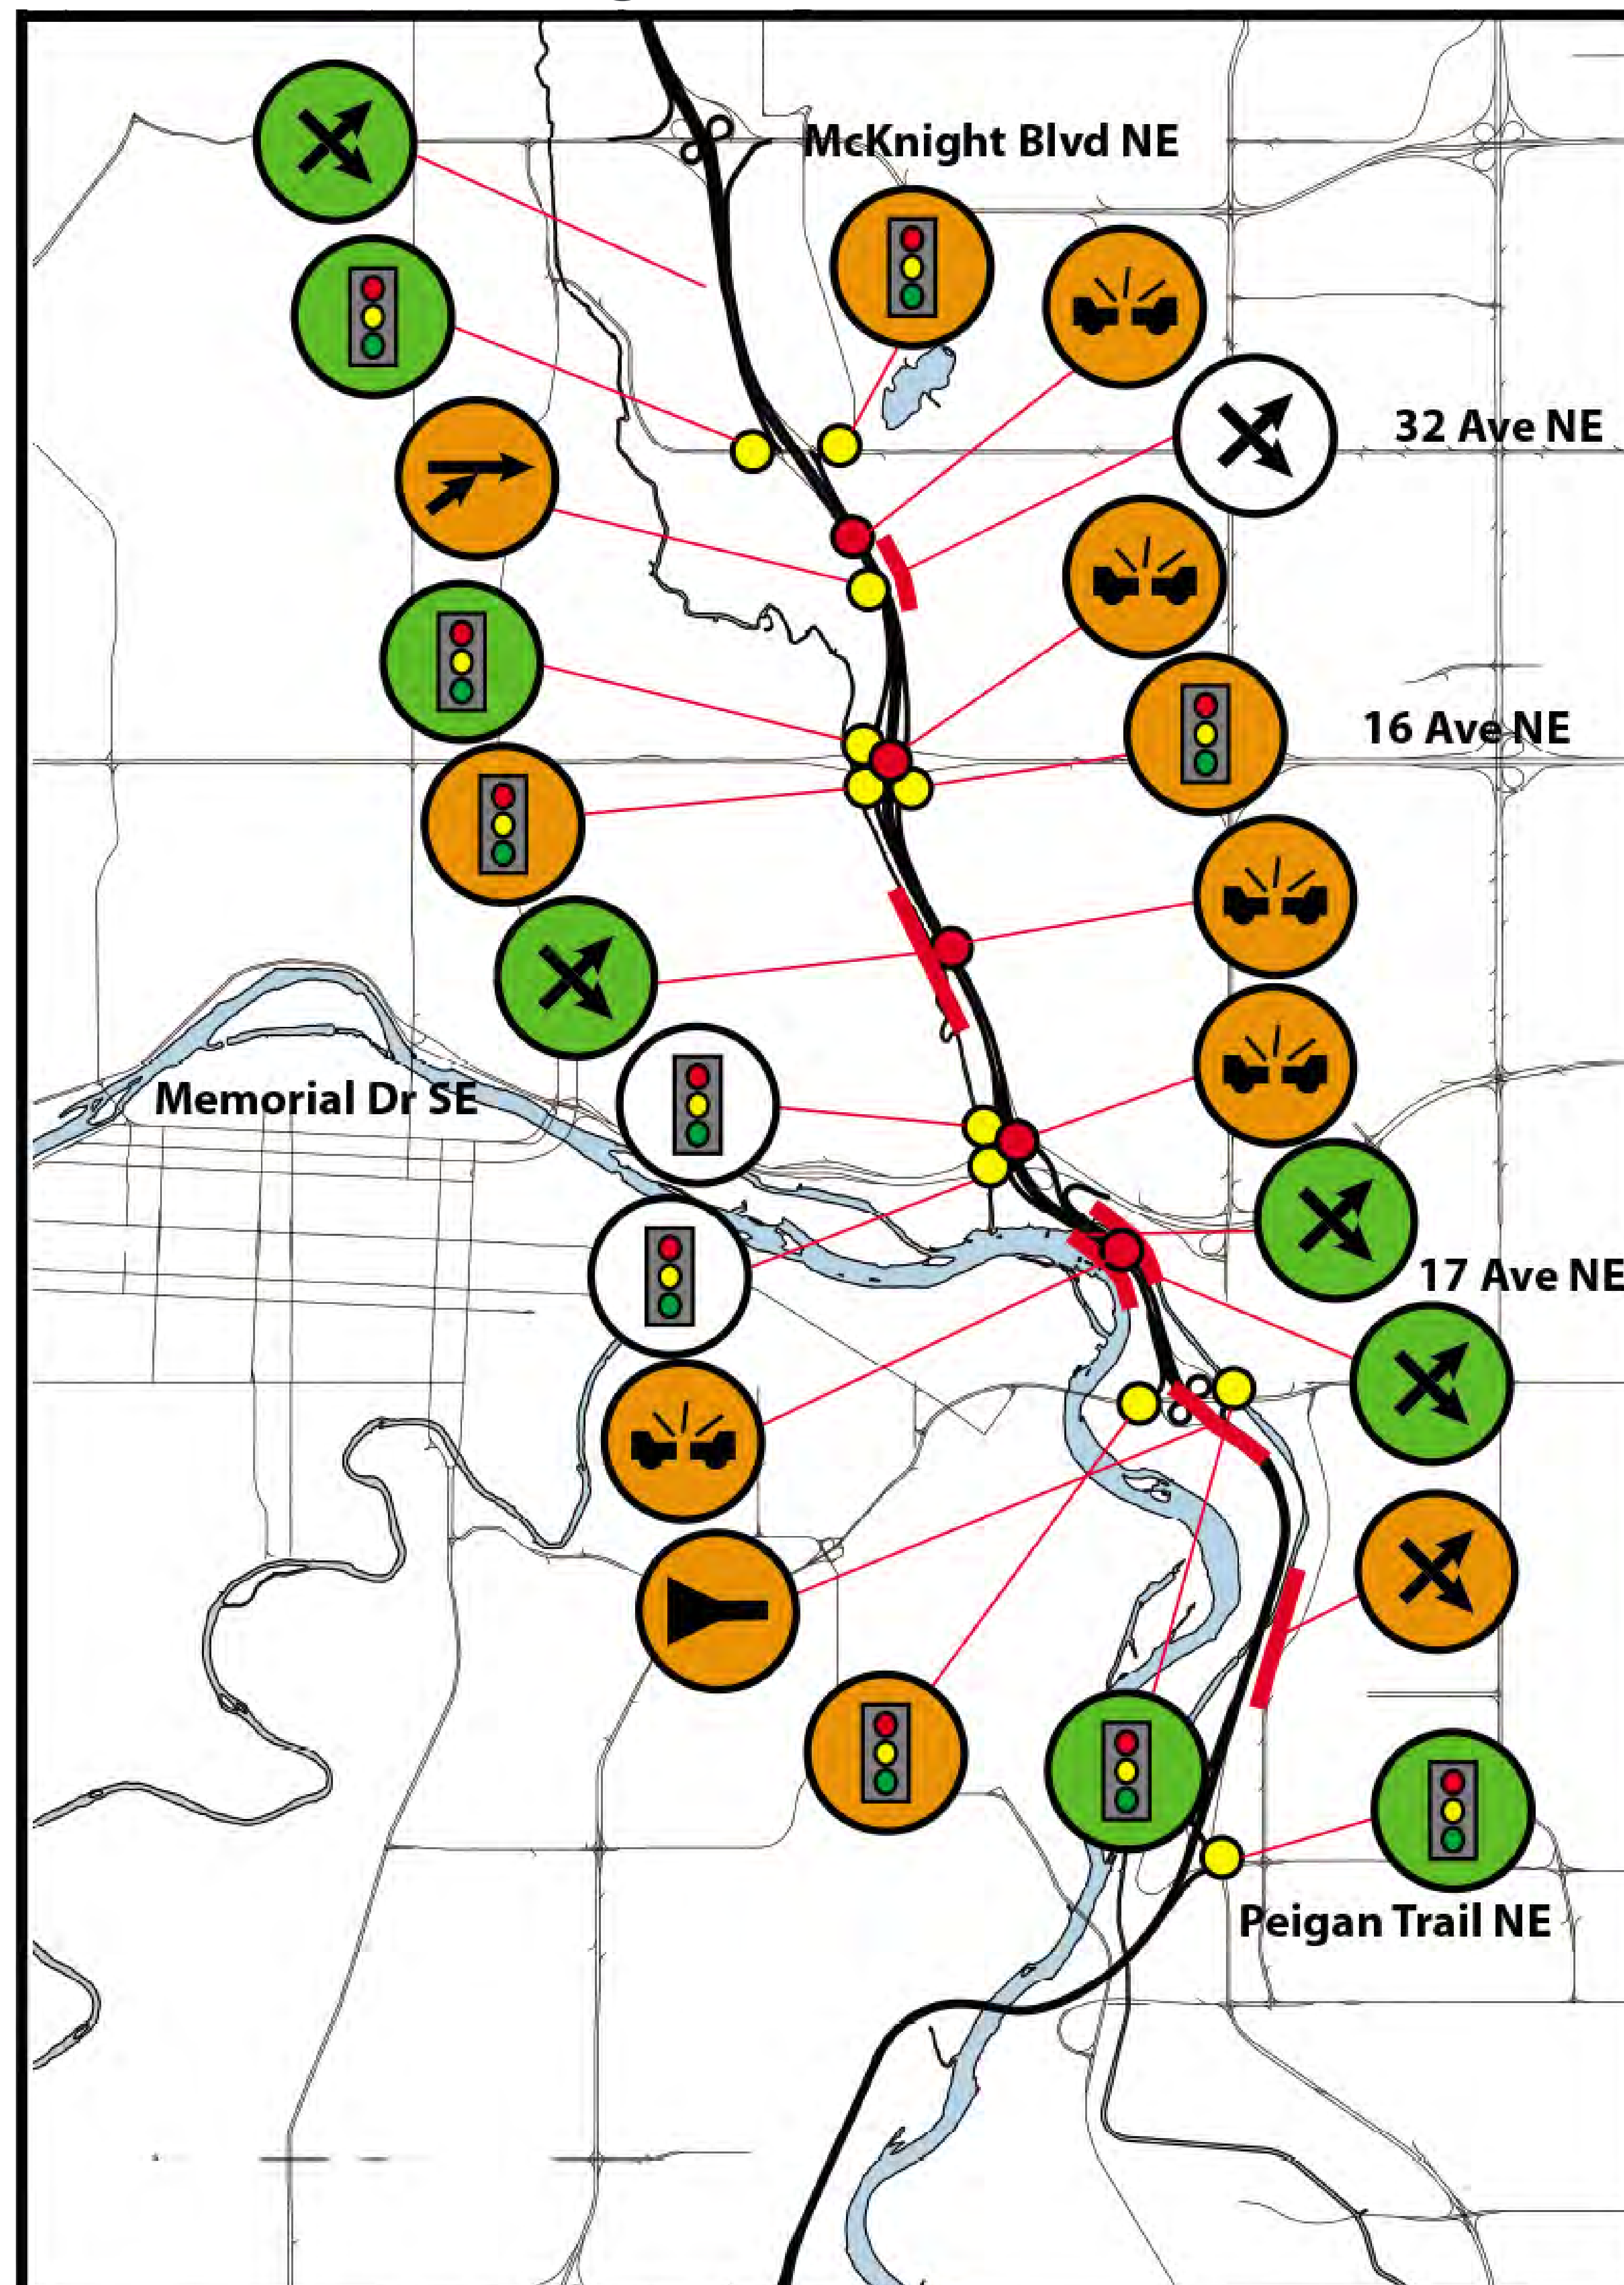 McKnight Blvd NE
32 Ave NE
16 Ave NE
Memorial Dr SE
17 Ave NE
Peigan Trail NE